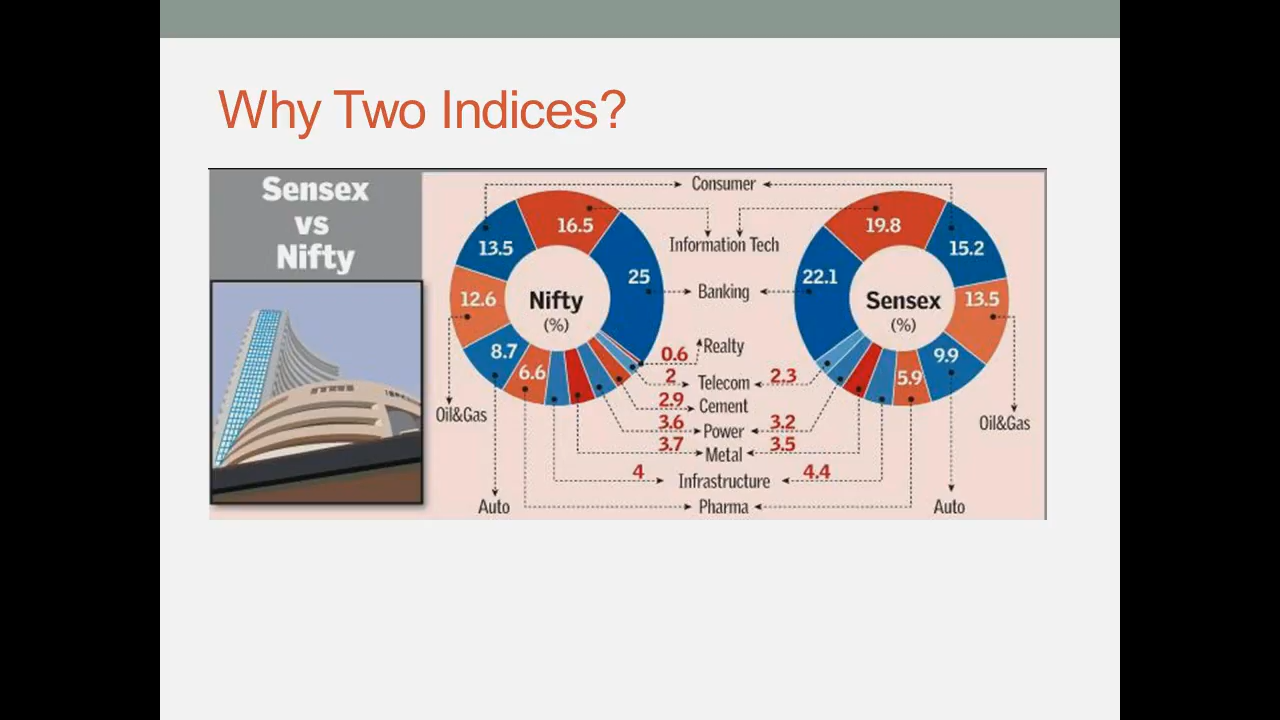 Why Two Indices?
Sensex
vs
Nifty
Consumer
16.5
19.8
13.5
15.2
Information Tech
25
22.1
Banking
12.6
Nifty
(%)
Sensex
(%)
13.5
Realty
0.6
8.7
9.9
6.6
5.9
2
Telecom
2.3
2.9
Cement
Oil&Gas
Oil&Gas
3.6
Power
3.2
3.7
Metal
3.5
4
Infrastructure
4.4
Auto
Pharma
Auto